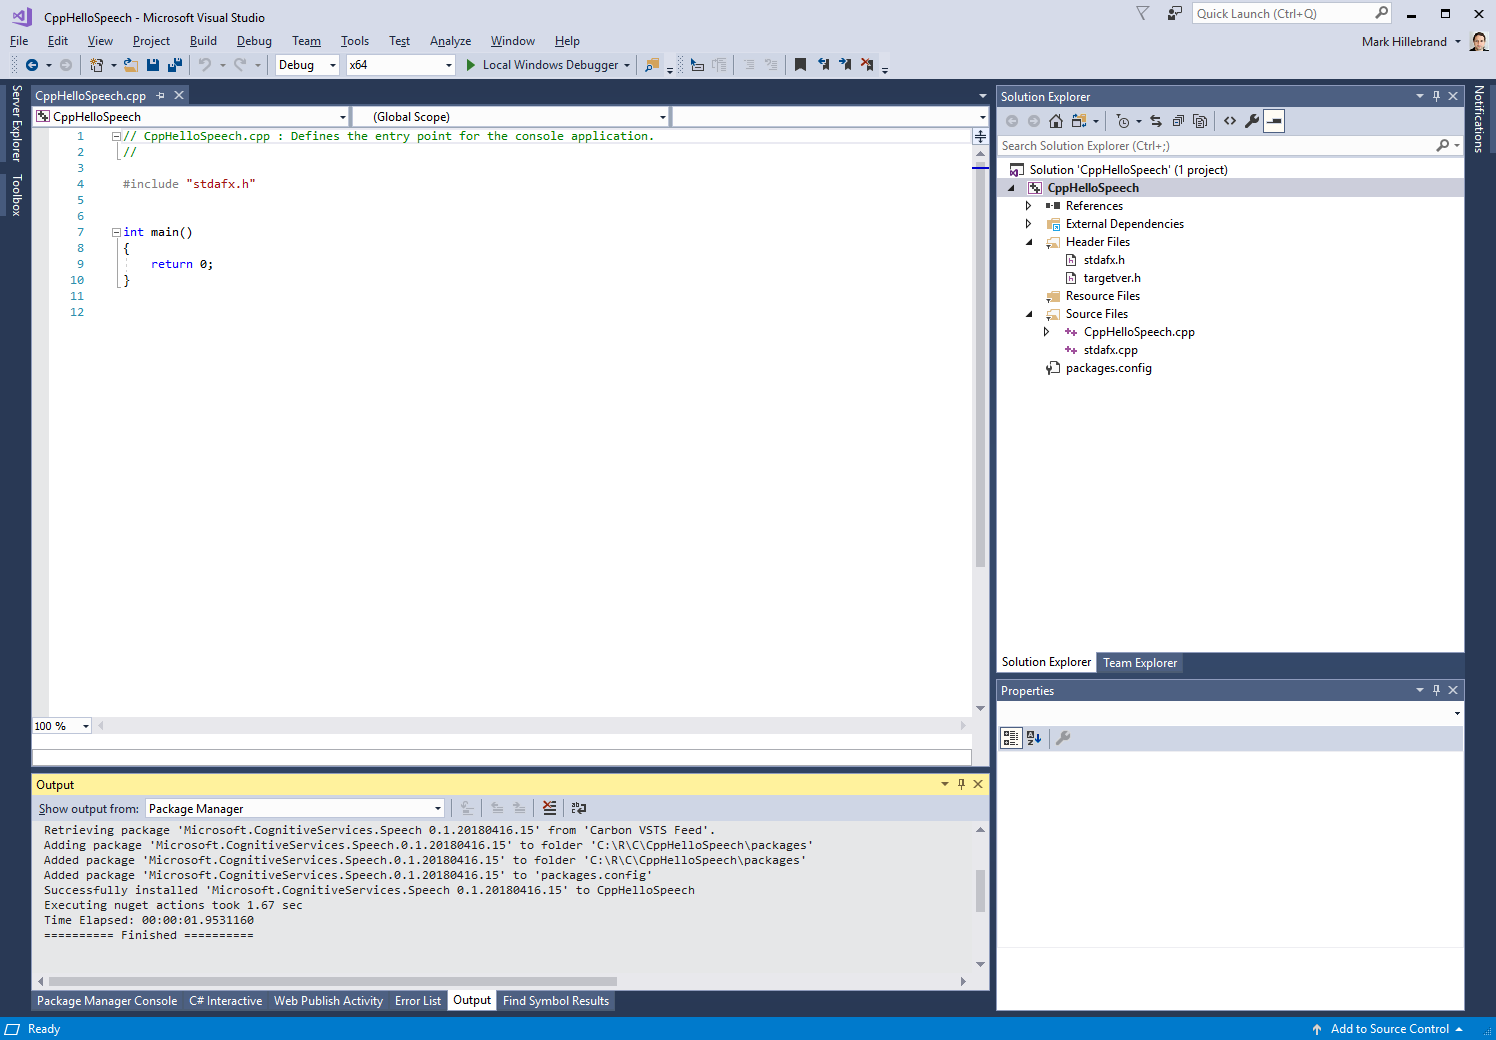 CppHelloSpeech - Microsoft Visual Studio
Quick Launch (Ctrl+Q)
File Edit View Project Build Debug Team Tools Test Analyze Window Help
Mark Hillebrand
Debug x64 Local Windows Debugger
Server Explorer
Toolbox
CppHelloSpeech.cpp
CppHelloSpeech (Global Scope)
1 // CppHelloSpeech.cpp : Defines the entry point for the console application.
2 //
3
4 #include "stdafx.h"
5
6
7 int main()
8 {
9 return 0;
10 }
11
12
100 %
Solution Explorer
Search Solution Explorer (Ctrl+;)
Solution 'CppHelloSpeech' (1 project)
CppHelloSpeech
References
External Dependencies
Header Files
stdafx.h
targetver.h
Resource Files
Source Files
CppHelloSpeech.cpp
stdafx.cpp
packages.config
Solution Explorer Team Explorer
Notifications
Properties
Output
Show output from: Package Manager
Retrieving package 'Microsoft.CognitiveServices.Speech 0.1.20180416.15' from 'Carbon VSTS Feed'.
Adding package 'Microsoft.CognitiveServices.Speech.0.1.20180416.15' to folder 'C:\R\C\CppHelloSpeech\packages'
Added package 'Microsoft.CognitiveServices.Speech.0.1.20180416.15' to folder 'C:\R\C\CppHelloSpeech\packages'
Added package 'Microsoft.CognitiveServices.Speech.0.1.20180416.15' to 'packages.config'
Successfully installed 'Microsoft.CognitiveServices.Speech 0.1.20180416.15' to CppHelloSpeech
Executing nuget actions took 1.67 sec
Time Elapsed: 00:00:01.9531160
========== Finished ==========
Package Manager Console C# Interactive Web Publish Activity Error List Output Find Symbol Results
Ready
Add to Source Control